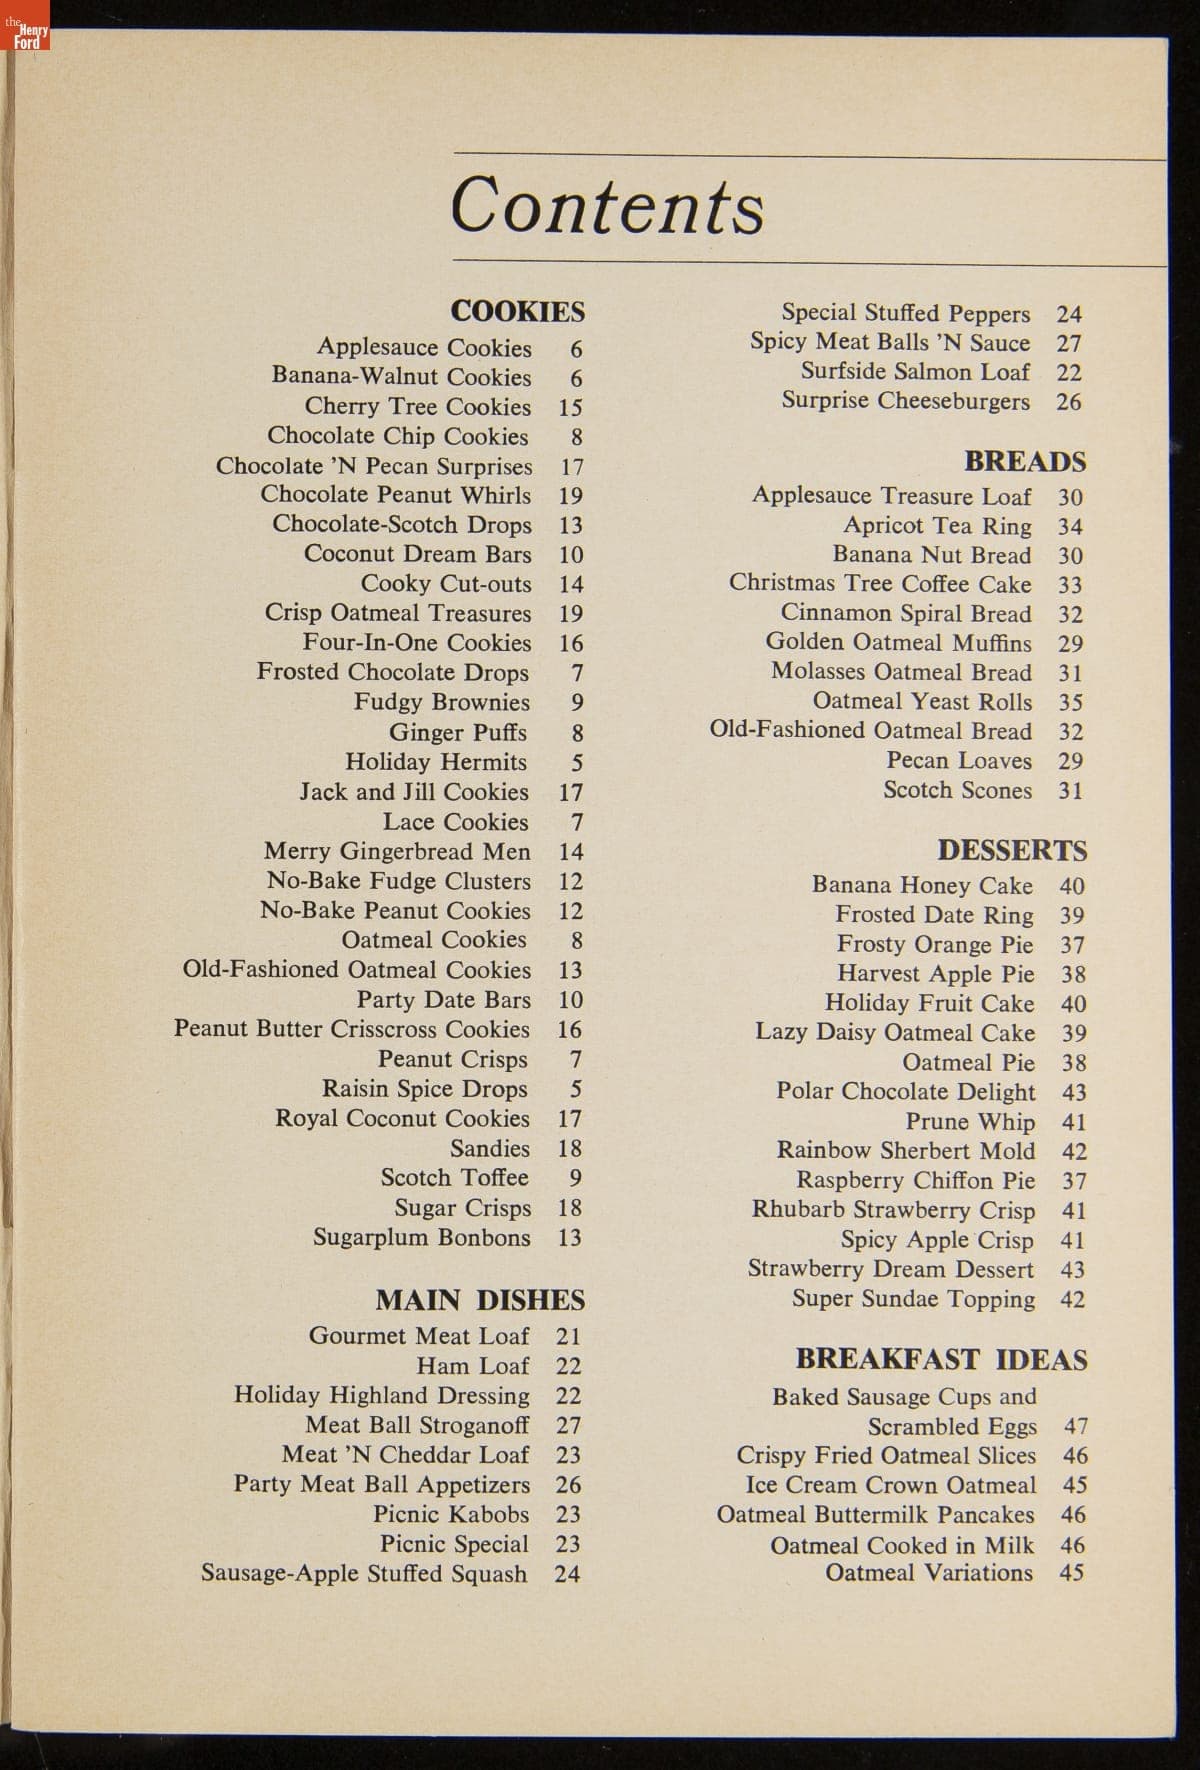 the
Henry
Ford
Contents
COOKIES
Applesauce Cookies 6
Banana-Walnut Cookies 6
Cherry Tree Cookies 15
Chocolate Chip Cookies 8
Chocolate ’N Pecan Surprises 17
Chocolate Peanut Whirls 19
Chocolate-Scotch Drops 13
Coconut Dream Bars 10
Cooky Cut-outs 14
Crisp Oatmeal Treasures 19
Four-In-One Cookies 16
Frosted Chocolate Drops 7
Fudgy Brownies 9
Ginger Puffs 8
Holiday Hermits 5
Jack and Jill Cookies 17
Lace Cookies 7
Merry Gingerbread Men 14
No-Bake Fudge Clusters 12
No-Bake Peanut Cookies 12
Oatmeal Cookies 8
Old-Fashioned Oatmeal Cookies 13
Party Date Bars 10
Peanut Butter Crisscross Cookies 16
Peanut Crisps 7
Raisin Spice Drops 5
Royal Coconut Cookies 17
Sandies 18
Scotch Toffee 9
Sugar Crisps 18
Sugarplum Bonbons 13
MAIN DISHES
Gourmet Meat Loaf 21
Ham Loaf 22
Holiday Highland Dressing 22
Meat Ball Stroganoff 27
Meat ’N Cheddar Loaf 23
Party Meat Ball Appetizers 26
Picnic Kabobs 23
Picnic Special 23
Sausage-Apple Stuffed Squash 24
Special Stuffed Peppers 24
Spicy Meat Balls ’N Sauce 27
Surfside Salmon Loaf 22
Surprise Cheeseburgers 26
BREADS
Applesauce Treasure Loaf 30
Apricot Tea Ring 34
Banana Nut Bread 30
Christmas Tree Coffee Cake 33
Cinnamon Spiral Bread 32
Golden Oatmeal Muffins 29
Molasses Oatmeal Bread 31
Oatmeal Yeast Rolls 35
Old-Fashioned Oatmeal Bread 32
Pecan Loaves 29
Scotch Scones 31
DESSERTS
Banana Honey Cake 40
Frosted Date Ring 39
Frosty Orange Pie 37
Harvest Apple Pie 38
Holiday Fruit Cake 40
Lazy Daisy Oatmeal Cake 39
Oatmeal Pie 38
Polar Chocolate Delight 43
Prune Whip 41
Rainbow Sherbert Mold 42
Raspberry Chiffon Pie 37
Rhubarb Strawberry Crisp 41
Spicy Apple Crisp 41
Strawberry Dream Dessert 43
Super Sundae Topping 42
BREAKFAST IDEAS
Baked Sausage Cups and
Scrambled Eggs 47
Crispy Fried Oatmeal Slices 46
Ice Cream Crown Oatmeal 45
Oatmeal Buttermilk Pancakes 46
Oatmeal Cooked in Milk 46
Oatmeal Variations 45